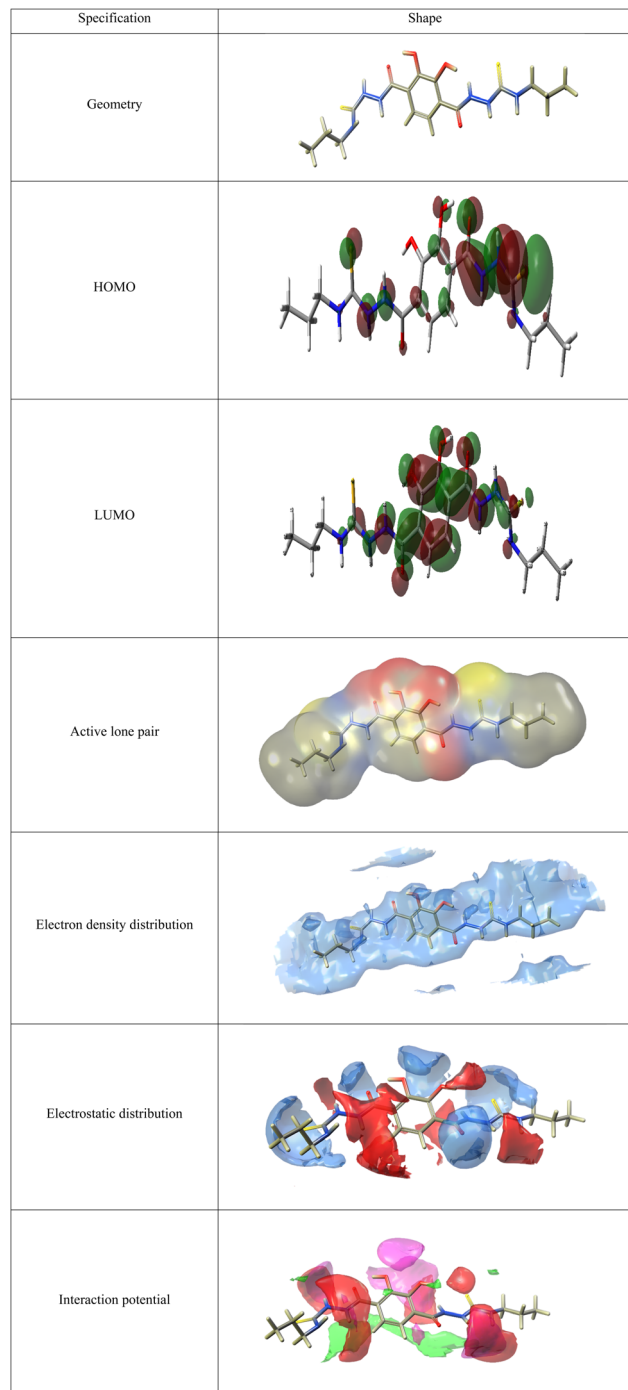 Specification Shape
Geometry
HOMO
LUMO
Active lone pair
Electron density distribution
Electrostatic distribution
Interaction potential